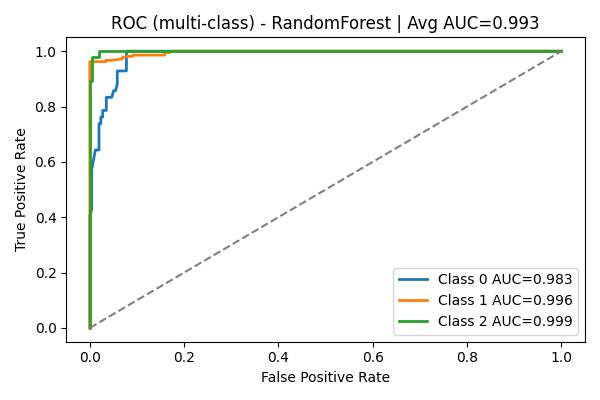 ROC (multi-class) - RandomForest | Avg AUC=0.993
True Positive Rate
1.0
0.8
0.6
0.4
0.2
0.0
Class 0 AUC=0.983
Class 1 AUC=0.996
Class 2 AUC=0.999
0.0 0.2 0.4 0.6 0.8 1.0
False Positive Rate